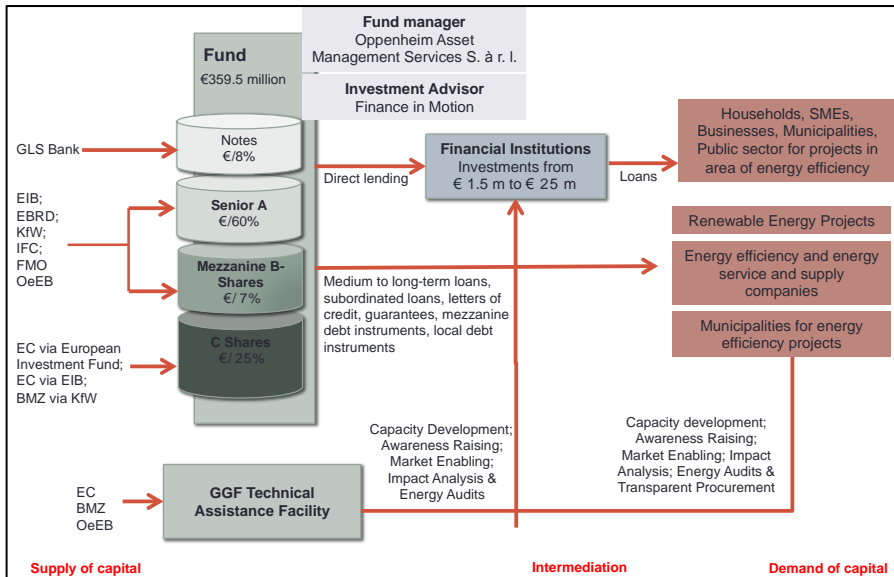 Fund manager
Oppenheim Asset
Management Services S. à r. l.
Fund
€359.5 million
Investment Advisor
Finance in Motion
GLS Bank
Notes
€/8%
EIB;
EBRD;
KfW;
IFC;
FMO
OeEB
Senior A
€/60%
Mezzanine B-
Shares
€/ 7%
EC via European
Investment Fund;
EC via EIB;
BMZ via KfW
C Shares
€/ 25%
Direct lending
Financial Institutions
Investments from
€ 1.5 m to € 25 m
Loans
Households, SMEs,
Businesses, Municipalities,
Public sector for projects in
area of energy efficiency
Renewable Energy Projects
Energy efficiency and energy
service and supply
companies
Municipalities for energy
efficiency projects
Medium to long-term loans,
subordinated loans, letters of
credit, guarantees, mezzanine
debt instruments, local debt
instruments
Capacity Development;
Awareness Raising;
Market Enabling;
Impact Analysis
& Energy Audits
Capacity development;
Awareness Raising;
Market Enabling; Impact
Analysis; Energy Audits &
Transparent Procurement
EC
BMZ
OeEB
GGF Technical
Assistance Facility
Supply of capital
Intermediation
Demand of capital